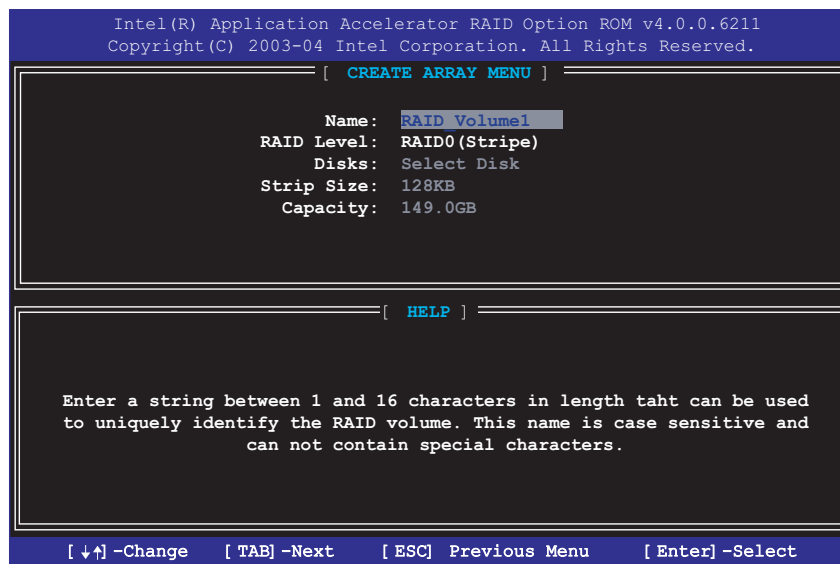 Intel(R) Application Accelerator RAID Option ROM v4.0.0.6211
Copyright(C) 2003-04 Intel Corporation. All Rights Reserved.
[ CREATE ARRAY MENU ]
Name: RAID_Volume1
RAID Level: RAID0(Stripe)
Disks: Select Disk
Strip Size: 128KB
Capacity: 149.0GB
[ HELP ]
Enter a string between 1 and 16 characters in length taht can be used
to uniquely identify the RAID volume. This name is case sensitive and
can not contain special characters.
[↓↑]-Change [TAB]-Next [ESC] Previous Menu [Enter]-Select